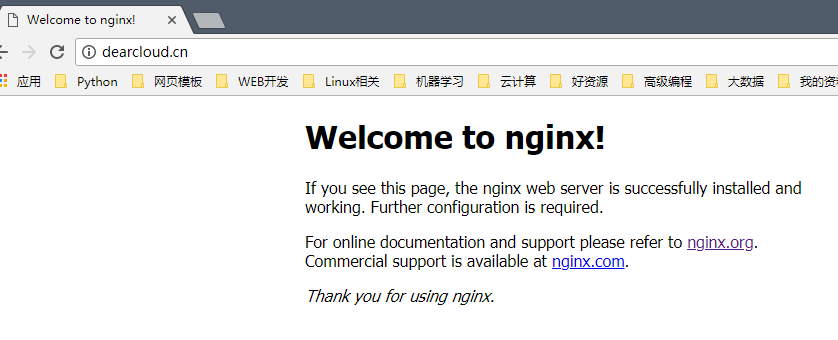 Welcome to nginx!
dearcloud.cn
应用 Python 网页模板 WEB开发 Linux相关 机器学习 云计算 好资源 高级编程 大数据 我的资
Welcome to nginx!
If you see this page, the nginx web server is successfully installed and
working. Further configuration is required.
For online documentation and support please refer to nginx.org.
Commercial support is available at nginx.com.
Thank you for using nginx.